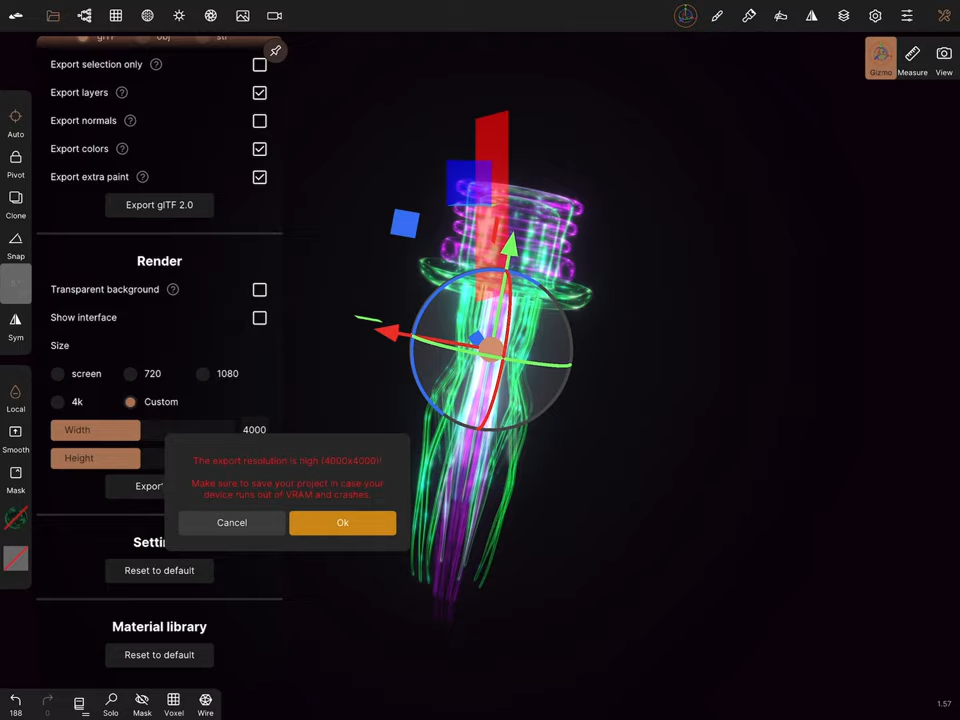 glTF obj stl
Export selection only ?
Export layers ?
Export normals ?
Export colors ?
Export extra paint ?
Export glTF 2.0
Render
Transparent background ?
Show interface
Size
screen 720 1080
4k Custom
Width 4000
Height
The export resolution is high (4000x4000)!
Make sure to save your project in case your
device runs out of VRAM and crashes.
Cancel Ok
Reset to default
Material library
Reset to default
Auto
Pivot
Clone
Snap
Sym
Local
Smooth
Mask
188
0
Solo
Mask
Voxel
Wire
Gizmo
Measure
View
1.57